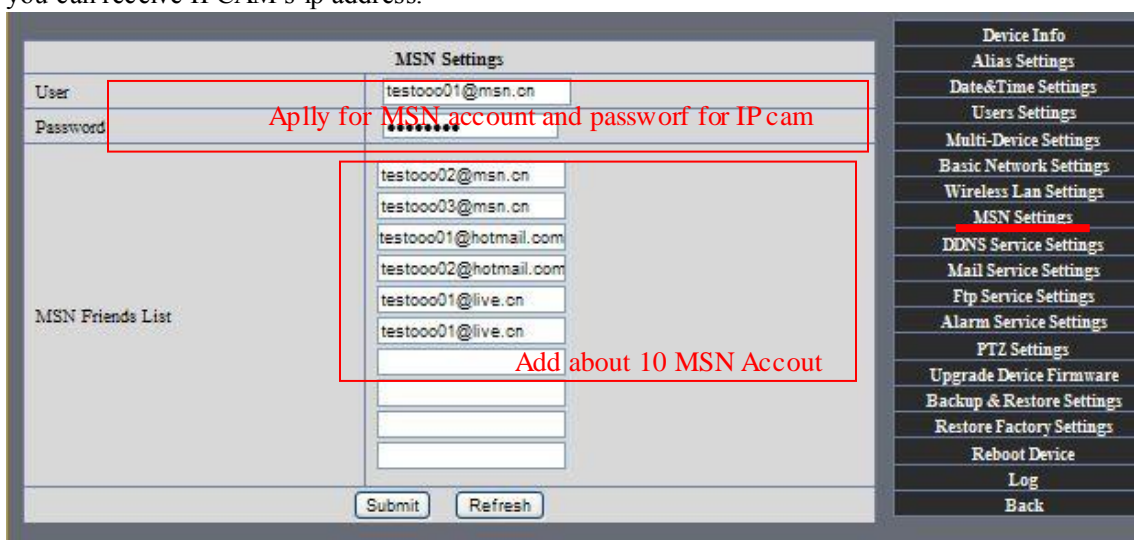 you can receive IPCAM's ip address.
MSN Settings
User
testooo01@msn.cn
Aplly for MSN account and passworf for IP cam
Password
••••••••
testooo02@msn.cn
testooo03@msn.cn
testooo01@hotmail.com
testooo02@hotmail.com
testooo01@live.cn
MSN Friends List
testooo01@live.cn
Add about 10 MSN Accout
Submit Refresh
Device Info
Alias Settings
Date&Time Settings
Users Settings
Multi-Device Settings
Basic Network Settings
Wireless Lan Settings
MSN Settings
DDNS Service Settings
Mail Service Settings
Ftp Service Settings
Alarm Service Settings
PTZ Settings
Upgrade Device Firmware
Backup & Restore Settings
Restore Factory Settings
Reboot Device
Log
Back